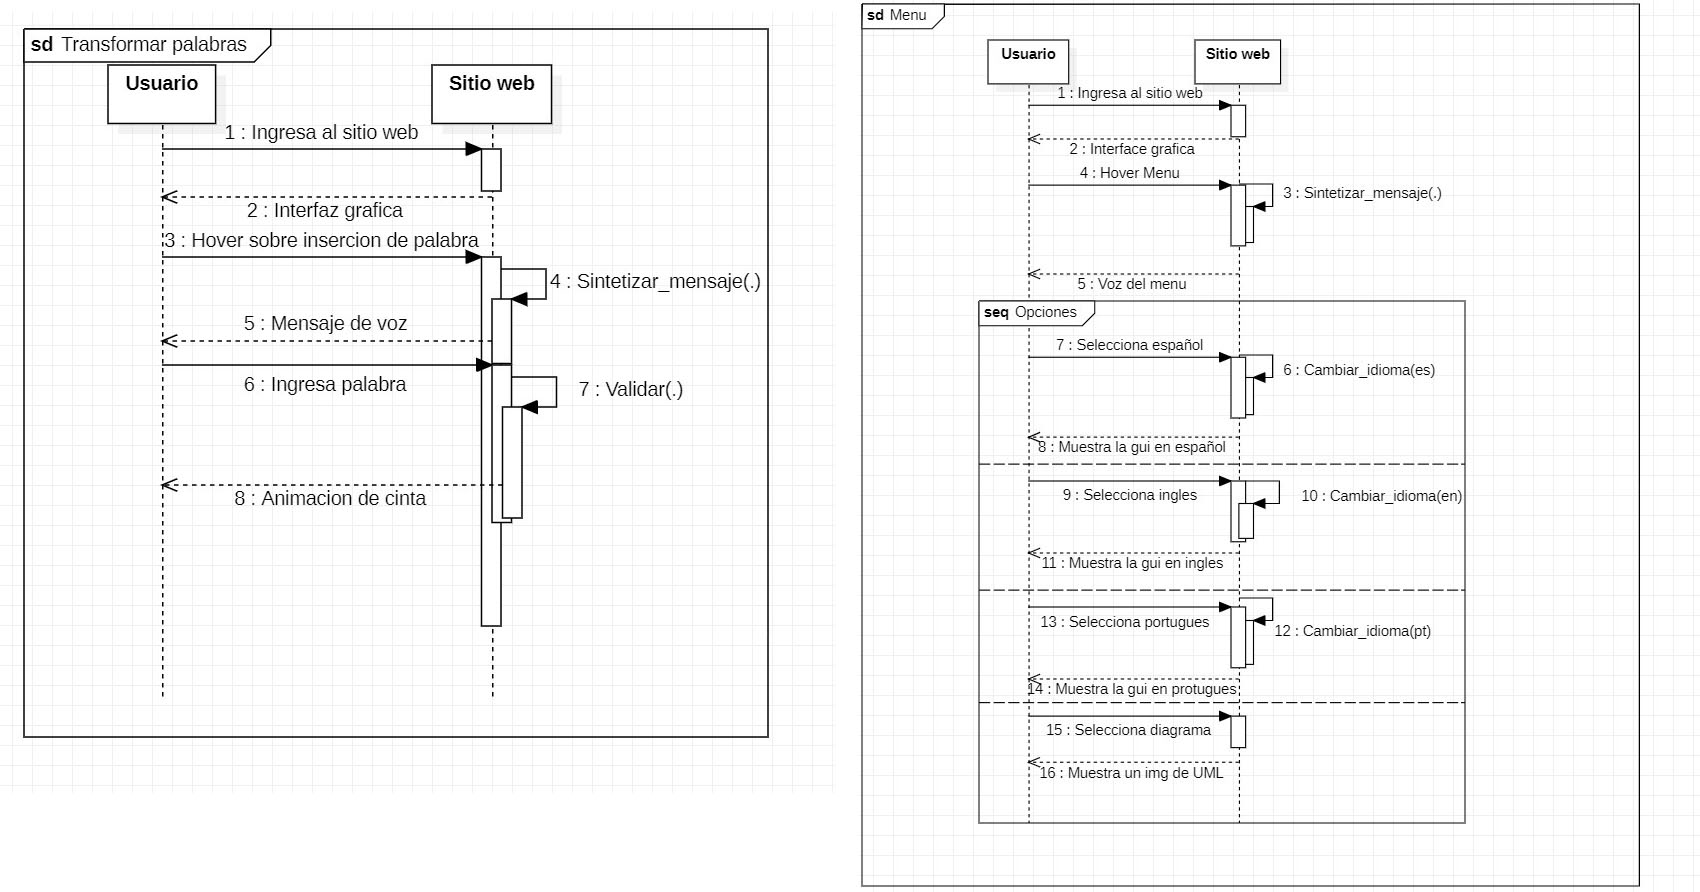 sd Transformar palabras
Usuario
Sitio web
1 : Ingresa al sitio web
2 : Interfaz grafica
3 : Hover sobre insercion de palabra
4 : Sintetizar_mensaje(.)
5 : Mensaje de voz
6 : Ingresa palabra
7 : Validar(.)
8 : Animacion de cinta
sd Menu
Usuario
Sitio web
1 : Ingresa al sitio web
2 : Interface grafica
4 : Hover Menu
3 : Sintetizar_mensaje(.)
5 : Voz del menu
seq Opciones
7 : Selecciona español
6 : Cambiar_idioma(es)
8 : Muestra la gui en español
9 : Selecciona ingles
10 : Cambiar_idioma(en)
11 : Muestra la gui en ingles
13 : Selecciona portugues
12 : Cambiar_idioma(pt)
14 : Muestra la gui en protugues
15 : Selecciona diagrama
16 : Muestra un img de UML